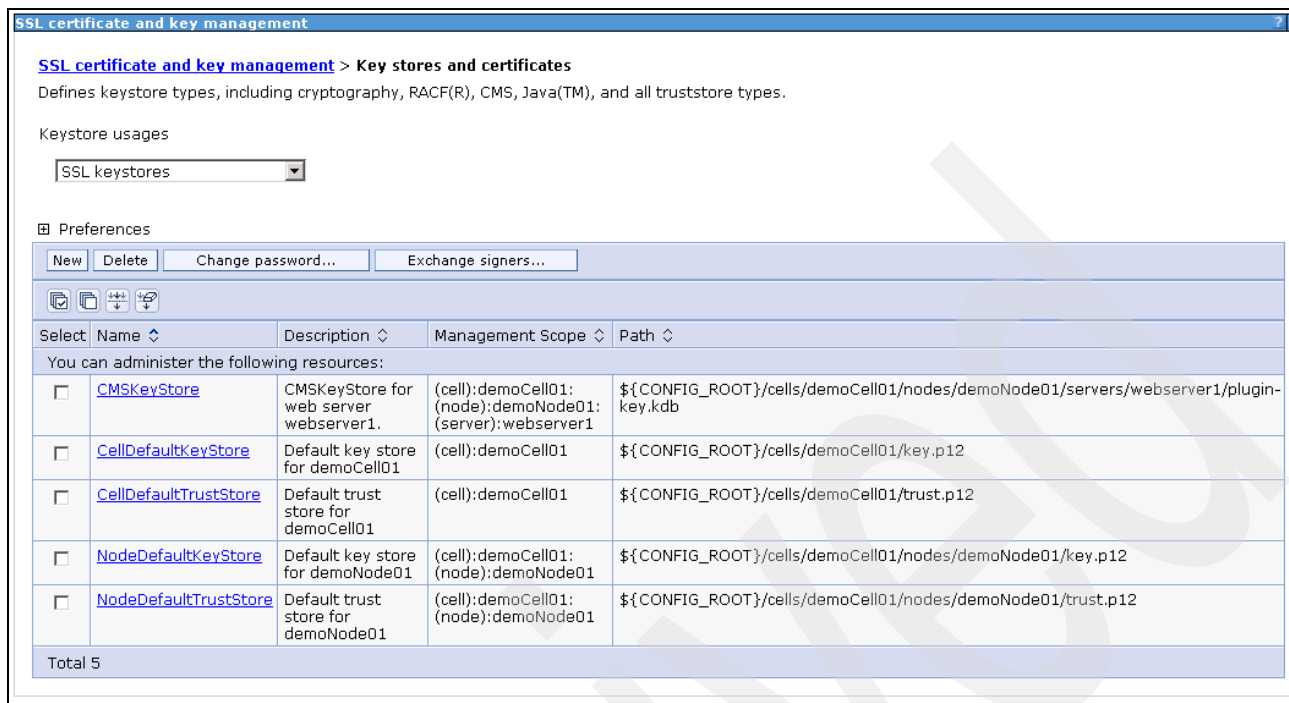 SSL certificate and key management ?
SSL certificate and key management > Key stores and certificates
Defines keystore types, including cryptography, RACF(R), CMS, Java(TM), and all truststore types.
Keystore usages
SSL keystores
Preferences
New Delete Change password... Exchange signers...
Select Name Description Management Scope Path
You can administer the following resources:
CMSKeyStore
CMSKeyStore for
web server
webserver1.
(cell):demoCell01:
(node):demoNode01:
(server):webserver1
${CONFIG_ROOT}/cells/demoCell01/nodes/demoNode01/servers/webserver1/plugin-
key.kdb
CellDefaultKeyStore
Default key store
for demoCell01
(cell):demoCell01
${CONFIG_ROOT}/cells/demoCell01/key.p12
CellDefaultTrustStore
Default trust
store for
demoCell01
(cell):demoCell01
${CONFIG_ROOT}/cells/demoCell01/trust.p12
NodeDefaultKeyStore
Default key store
for demoNode01
(cell):demoCell01:
(node):demoNode01
${CONFIG_ROOT}/cells/demoCell01/nodes/demoNode01/key.p12
NodeDefaultTrustStore
Default trust
store for
demoNode01
(cell):demoCell01:
(node):demoNode01
${CONFIG_ROOT}/cells/demoCell01/nodes/demoNode01/trust.p12
Total 5